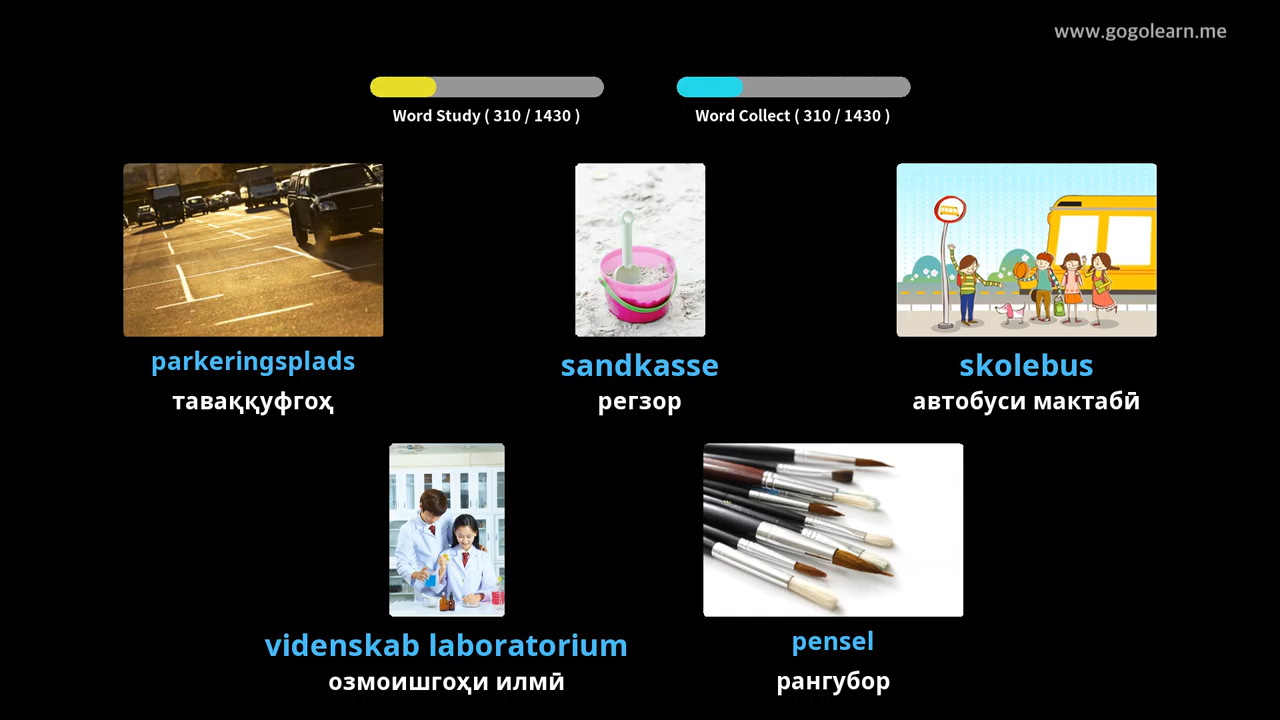 www.gogolearn.me
Word Study ( 310 / 1430 )
Word Collect ( 310 / 1430 )
parkeringsplads
таваққуфгоҳ
sandkasse
регзор
skolebus
автобуси мактабӣ
videnskab laboratorium
озмоишгоҳи илмӣ
pensel
рангубор